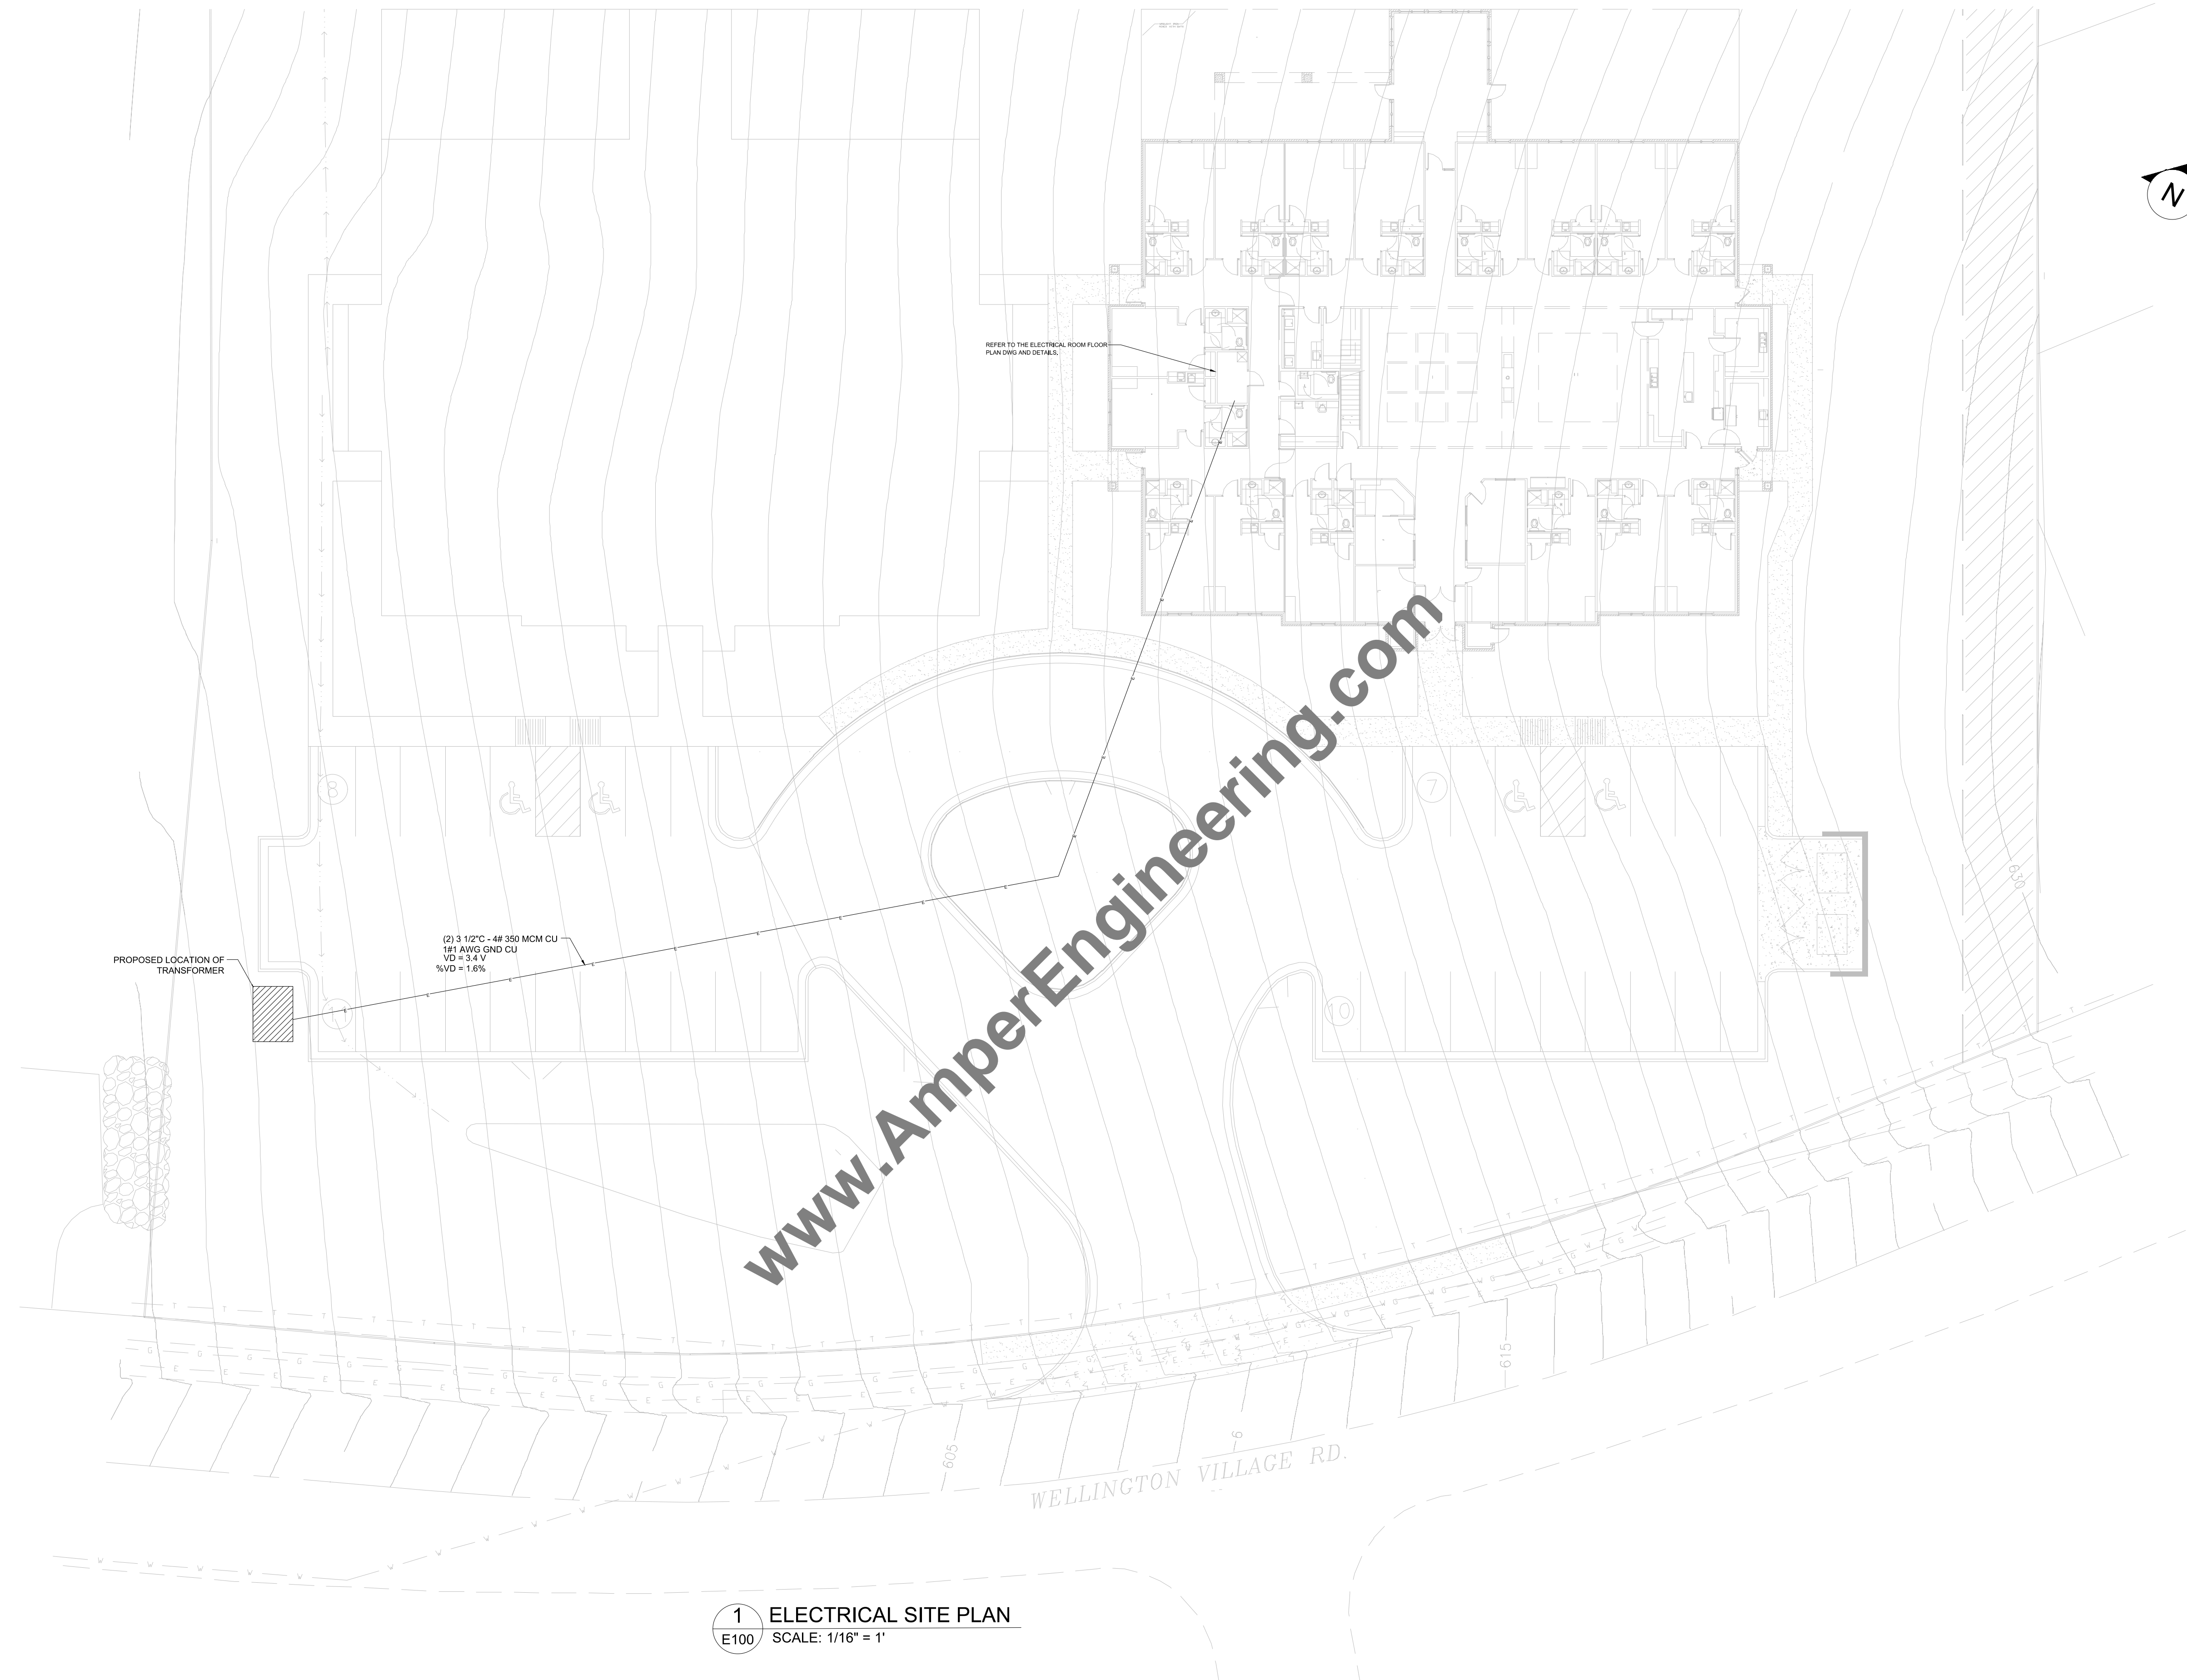 REFER TO THE ELECTRICAL ROOM FLOOR
PLAN DWG AND DETAILS,
N
8
7
(2) 3 1/2"C - 4# 350 MCM CU
1#1 AWG GND CU
VD = 3.4 V
%VD = 1.6%
PROPOSED LOCATION OF
TRANSFORMER
11
10
630
www.AmperEngineering.com
615
605
WELLINGTON VILLAGE RD.
1
E100
ELECTRICAL SITE PLAN
SCALE: 1/16" = 1'